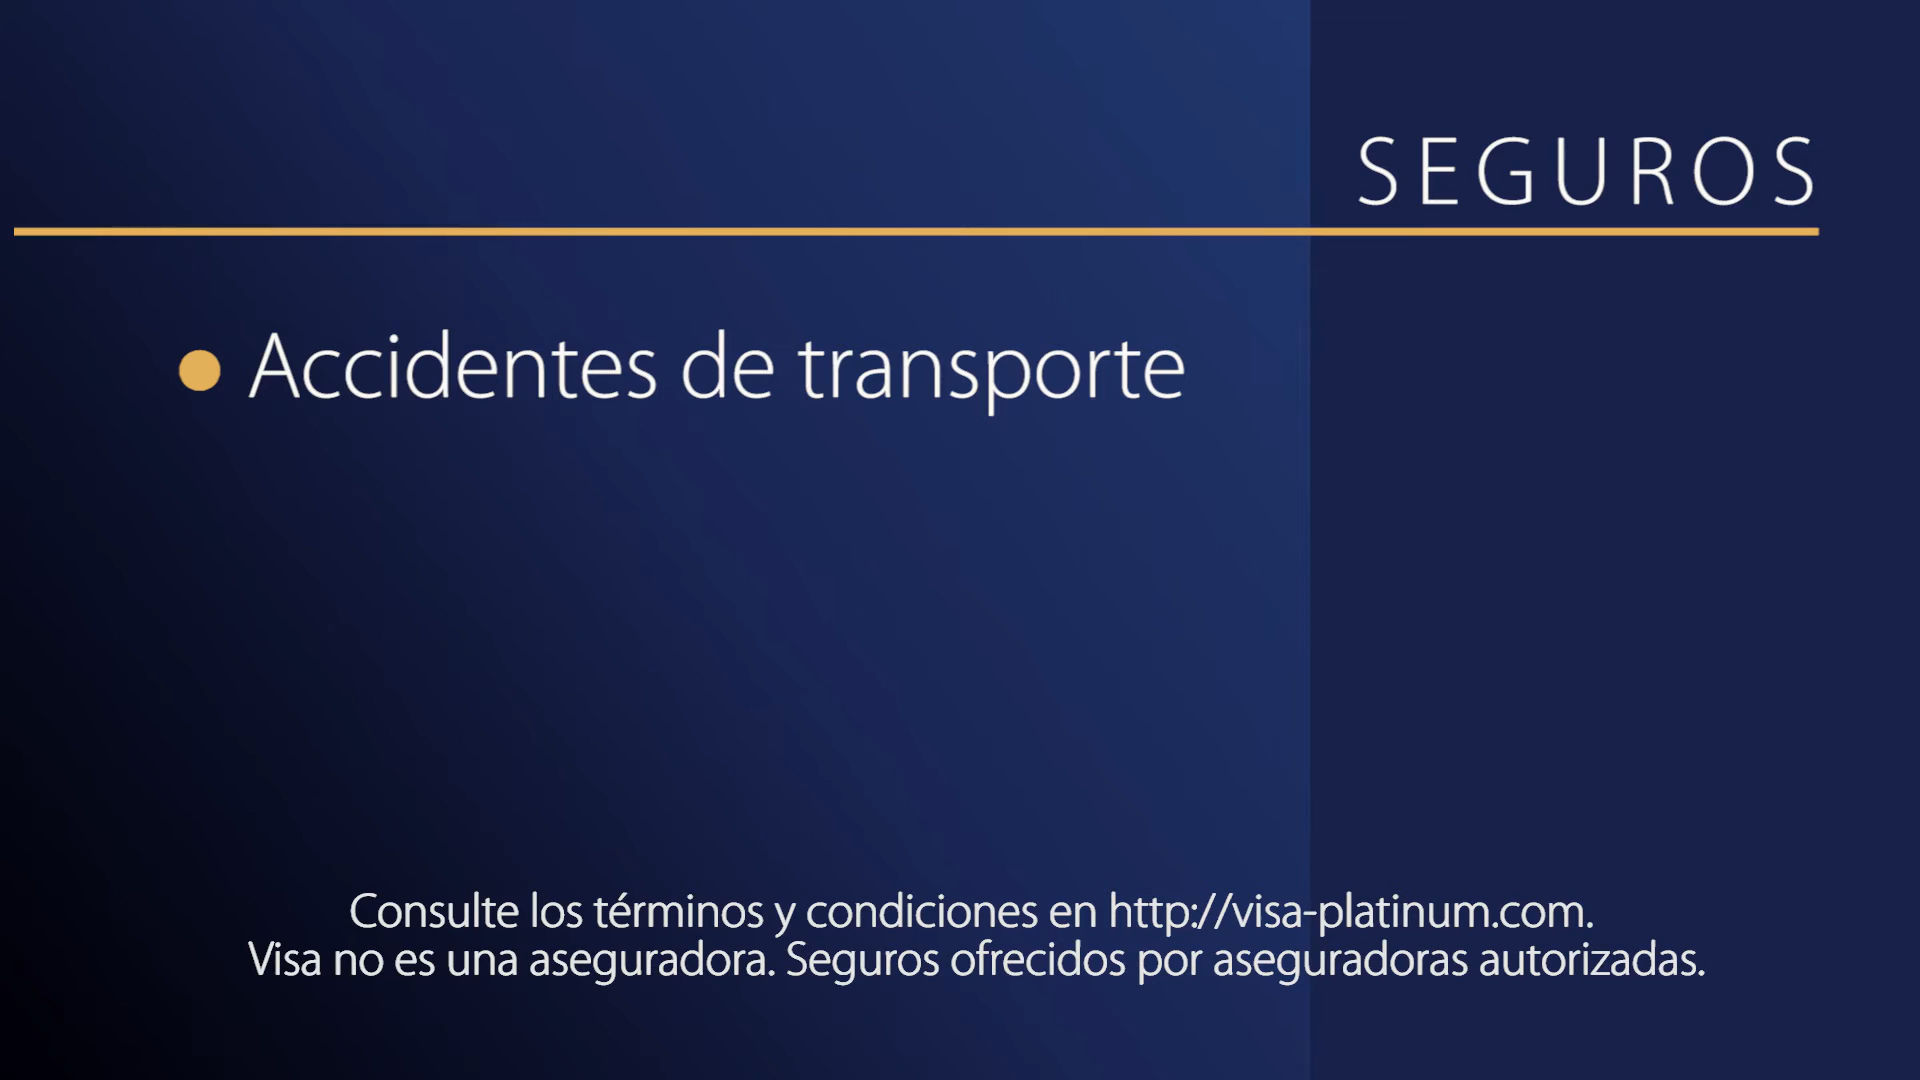 SEGUROS
Accidentes de transporte
Consulte los términos y condiciones en http://visa-platinum.com.
Visa no es una aseguradora. Seguros ofrecidos por aseguradoras autorizadas.